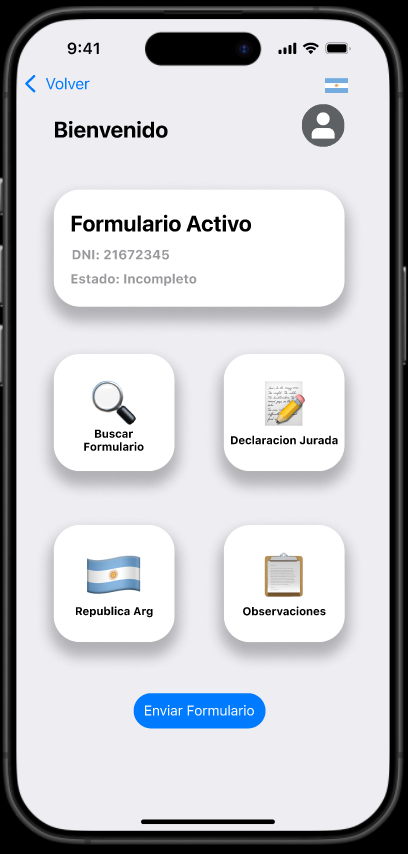 9:41
Volver
Bienvenido
Formulario Activo
DNI: 21672345
Estado: Incompleto
Buscar
Formulario
Declaracion Jurada
Republica Arg
Observaciones
Enviar Formulario